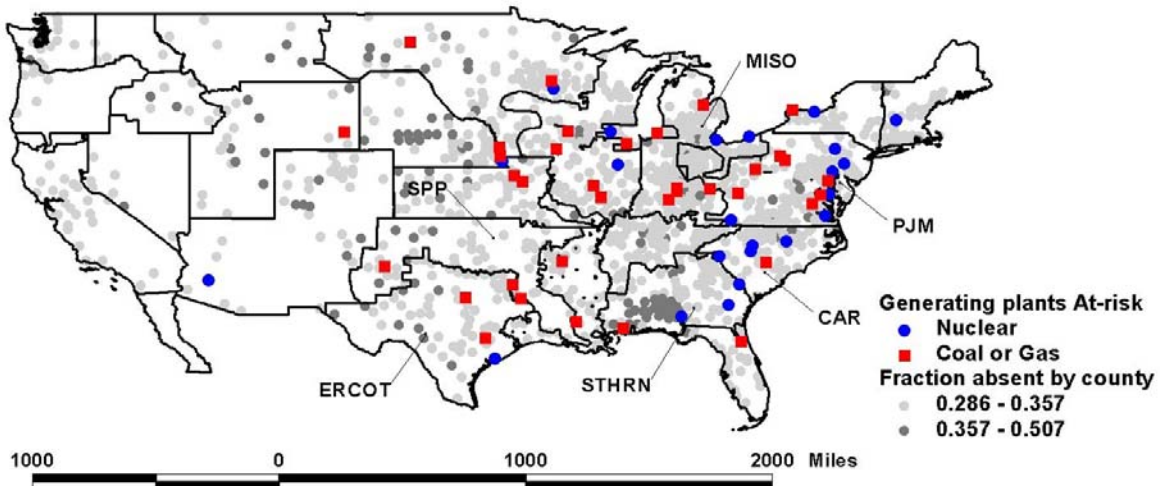 MISO
SPP
PJM
CAR
ERCOT
STHRN
Generating plants At-risk
Nuclear
Coal or Gas
Fraction absent by county
0.286 - 0.357
0.357 - 0.507
1000 0 1000 2000 Miles